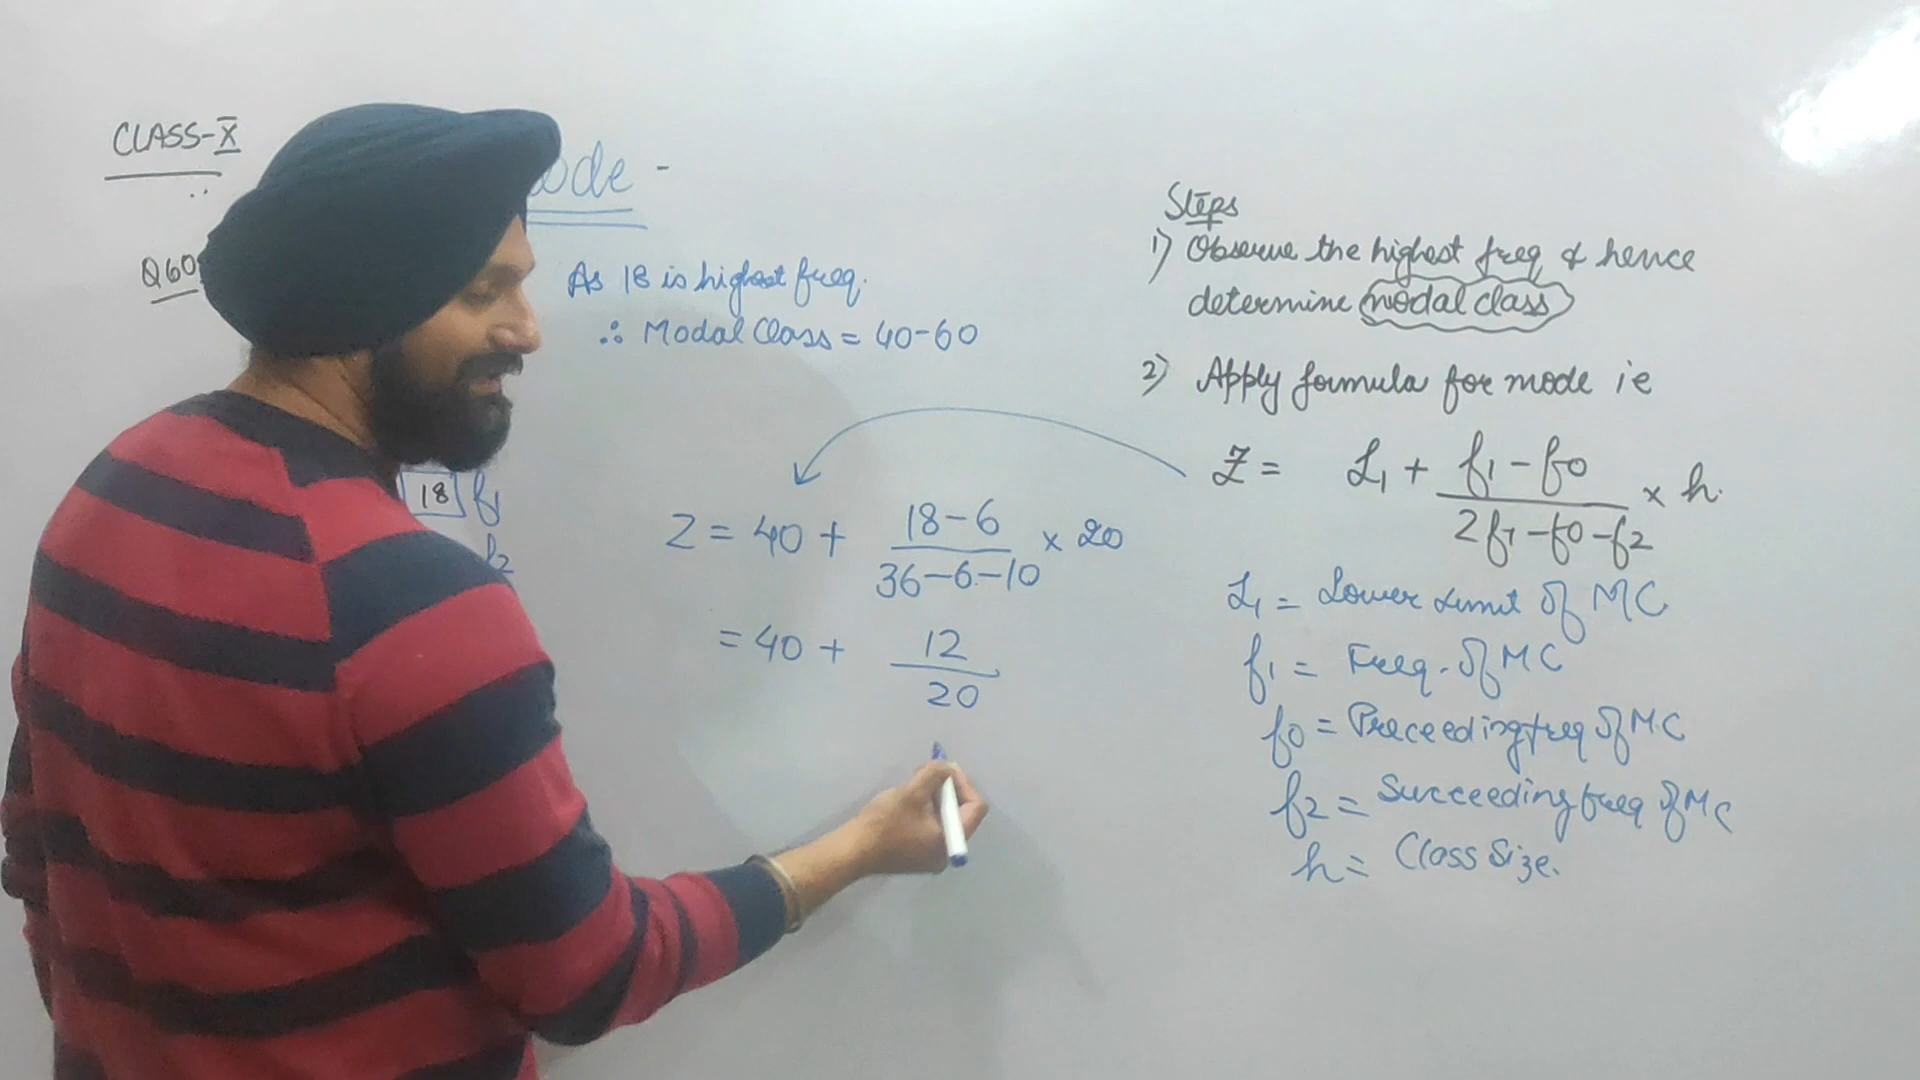 CLASS-X
ode -
Q60
As 18 is highest freq.
∴ Modal Class = 40-60
18 f1
f2
Z = 40 + (18-6)/(36-6-10) × 20
= 40 + 12/20
Steps
1) Observe the highest freq & hence
determine modal class
2) Apply formula for mode ie
Z = L1 + (f1-f0)/(2f1-f0-f2) × h.
L1 = Lower Limit Of MC
f1 = Freq. Of MC
f0 = Preceeding freq Of MC
f2 = Succeeding freq Of MC
h = Class Size.